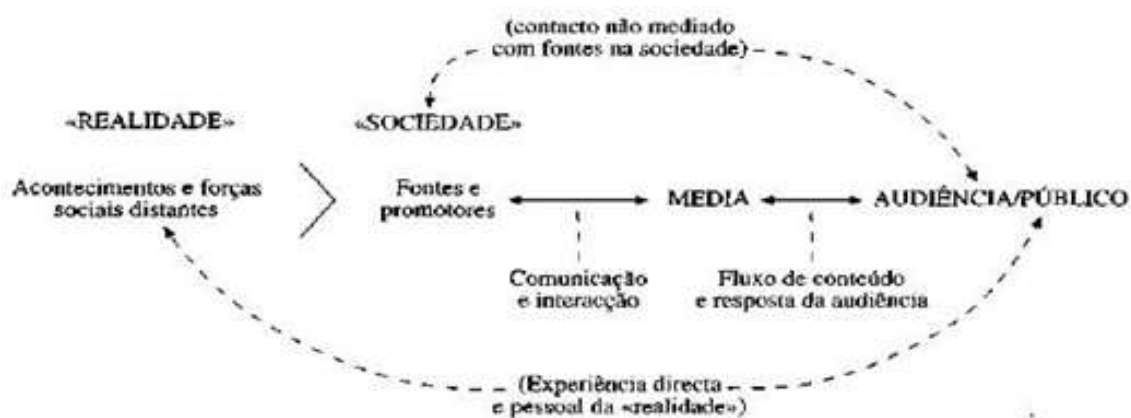 (contacto não mediado
com fontes na sociedade)
«REALIDADE»
«SOCIEDADE»
Acontecimentos e forças
sociais distantes
Fontes e
promotores
MEDIA
AUDIÊNCIA/PÚBLICO
Comunicação
e interacção
Fluxo de conteúdo
e resposta da audiência
(Experiência directa
e pessoal da «realidade»)